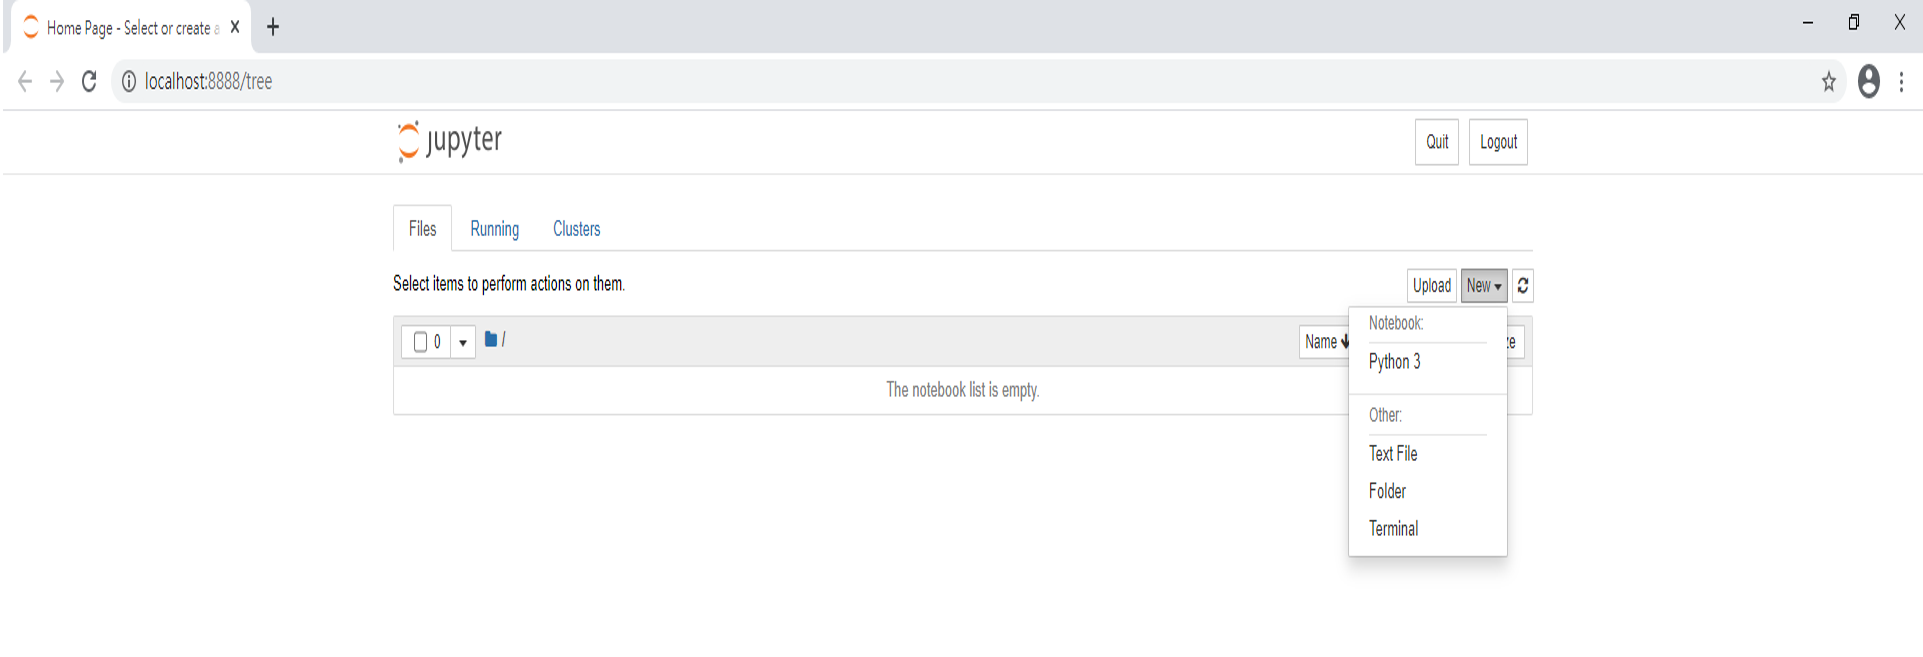 Home Page - Select or create a
localhost:8888/tree
jupyter
Quit Logout
Files Running Clusters
Select items to perform actions on them.
Upload New
0 /
Name
The notebook list is empty.
Notebook:
Python 3
Other:
Text File
Folder
Terminal